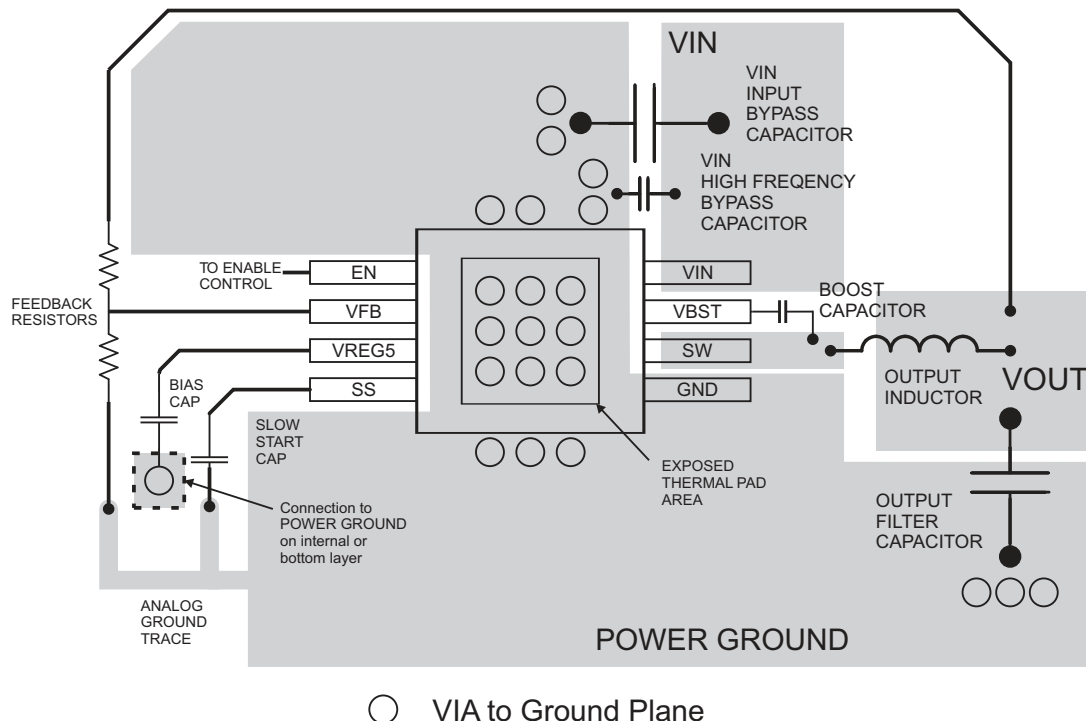 VIN
VIN
INPUT
BYPASS
CAPACITOR
VIN
HIGH FREQENCY
BYPASS
CAPACITOR
TO ENABLE
CONTROL
EN
VFB
VREG5
SS
VIN
VBST
SW
GND
FEEDBACK
RESISTORS
BOOST
CAPACITOR
OUTPUT
INDUCTOR
VOUT
BIAS
CAP
SLOW
START
CAP
EXPOSED
THERMAL PAD
AREA
Connection to
POWER GROUND
on internal or
bottom layer
OUTPUT
FILTER
CAPACITOR
ANALOG
GROUND
TRACE
POWER GROUND
VIA to Ground Plane